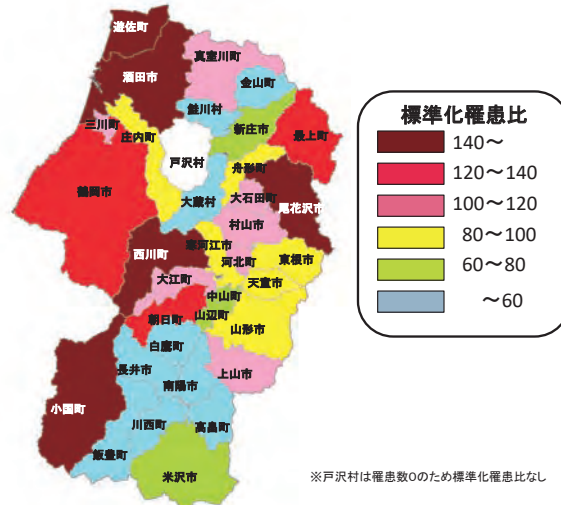 遊佐町
酒田市
真室川町
金山町
鮭川村
三川町
庄内町
新庄市
最上町
戸沢村
舟形町
鶴岡市
大蔵村
大石田町
尾花沢市
村山市
西川町
寒河江市
河北町
東根市
大江町
天童市
中山町
朝日町
山辺町
山形市
白鷹町
上山市
長井市
南陽市
小国町
川西町
高畠町
飯豊町
米沢市
標準化罹患比
140～
120～140
100～120
80～100
60～80
～60
※戸沢村は罹患数0のため標準化罹患比なし